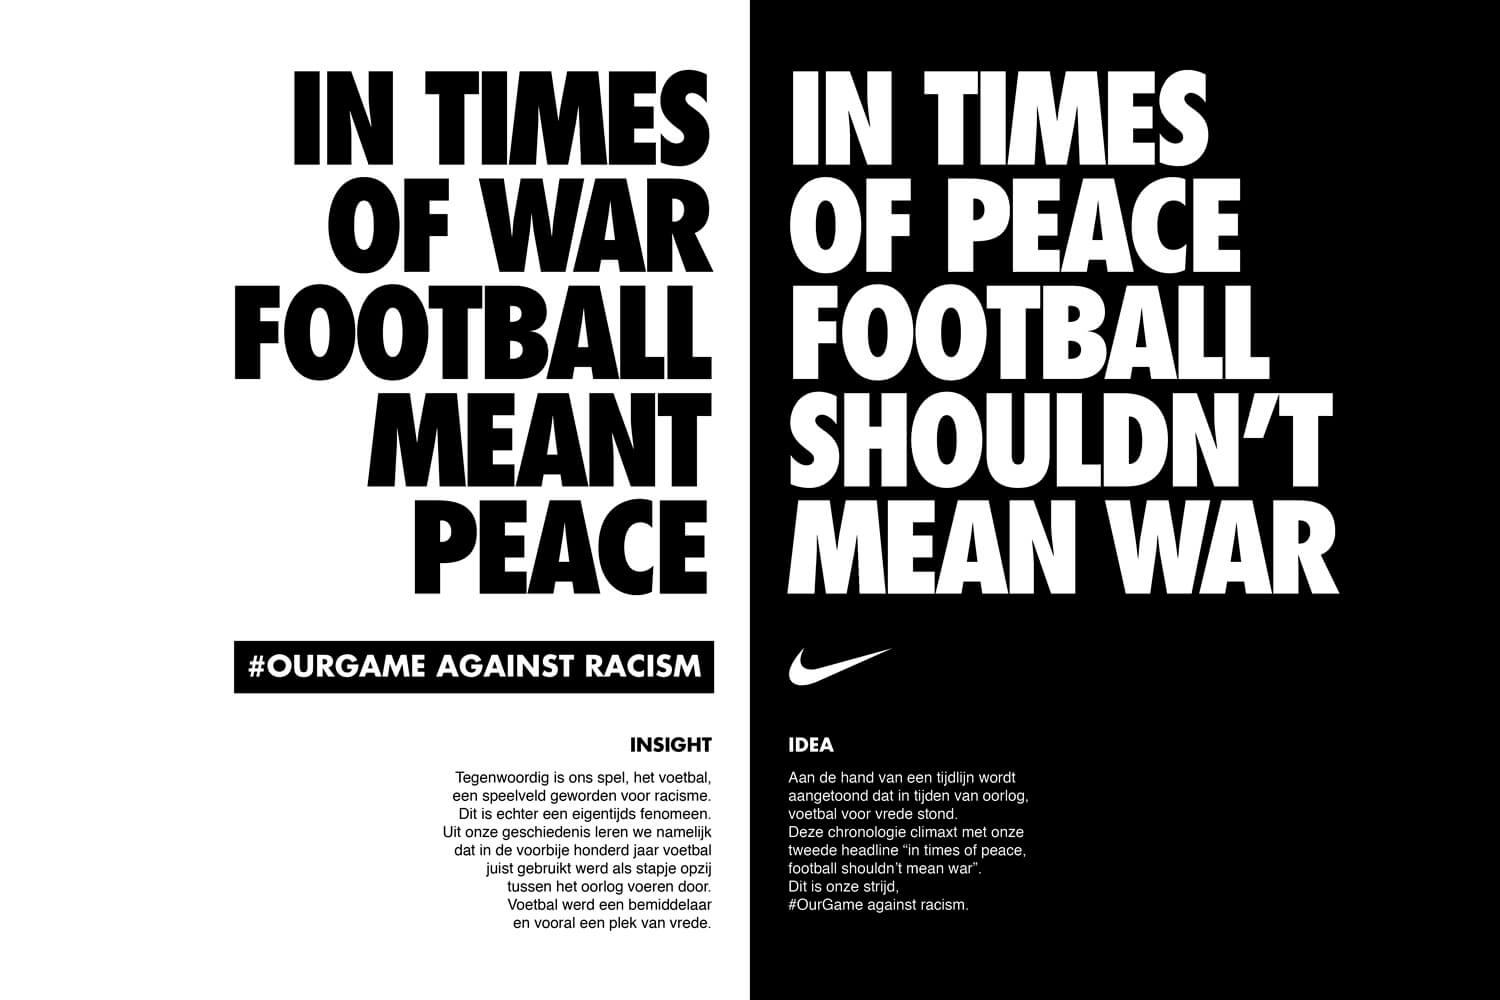 IN TIMES
OF WAR
FOOTBALL
MEANT
PEACE
#OURGAME AGAINST RACISM
INSIGHT
Tegenwoordig is ons spel, het voetbal,
een speelveld geworden voor racisme.
Dit is echter een eigentijds fenomeen.
Uit onze geschiedenis leren we namelijk
dat in de voorbije honderd jaar voetbal
juist gebruikt werd als stapje opzij
tussen het oorlog voeren door.
Voetbal werd een bemiddelaar
en vooral een plek van vrede.
IN TIMES
OF PEACE
FOOTBALL
SHOULDN'T
MEAN WAR
IDEA
Aan de hand van een tijdlijn wordt
aangetoond dat in tijden van oorlog,
voetbal voor vrede stond.
Deze chronologie climaxt met onze
tweede headline “in times of peace,
football shouldn’t mean war”.
Dit is onze strijd,
#OurGame against racism.